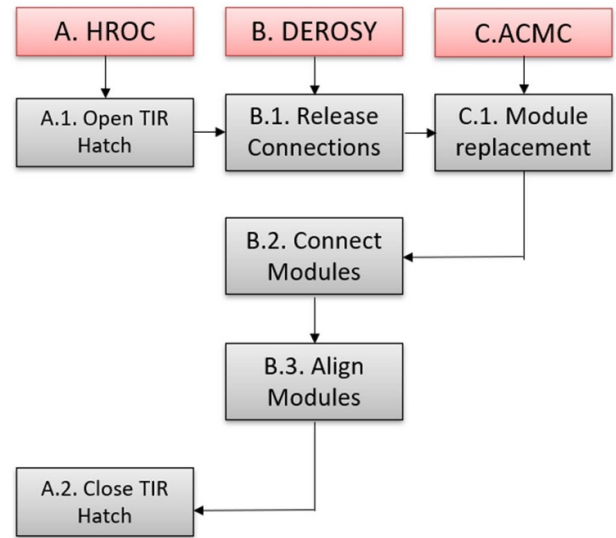 A. HROC
B. DEROSY
C.ACMC
A.1. Open TIR
Hatch
B.1. Release
Connections
C.1. Module
replacement
B.2. Connect
Modules
B.3. Align
Modules
A.2. Close TIR
Hatch